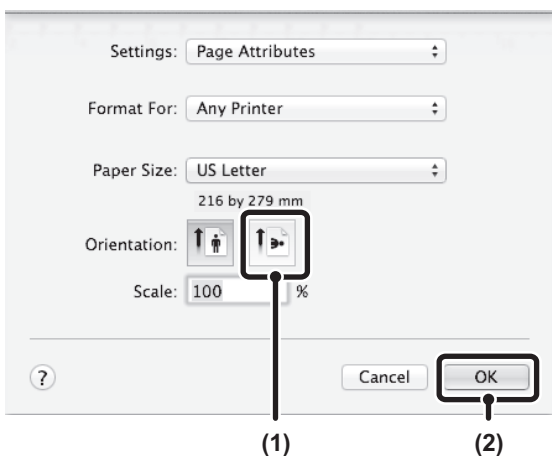 Settings: Page Attributes
Format For: Any Printer
Paper Size: US Letter
216 by 279 mm
Orientation:
Scale: 100 %
? Cancel OK
(1) (2)